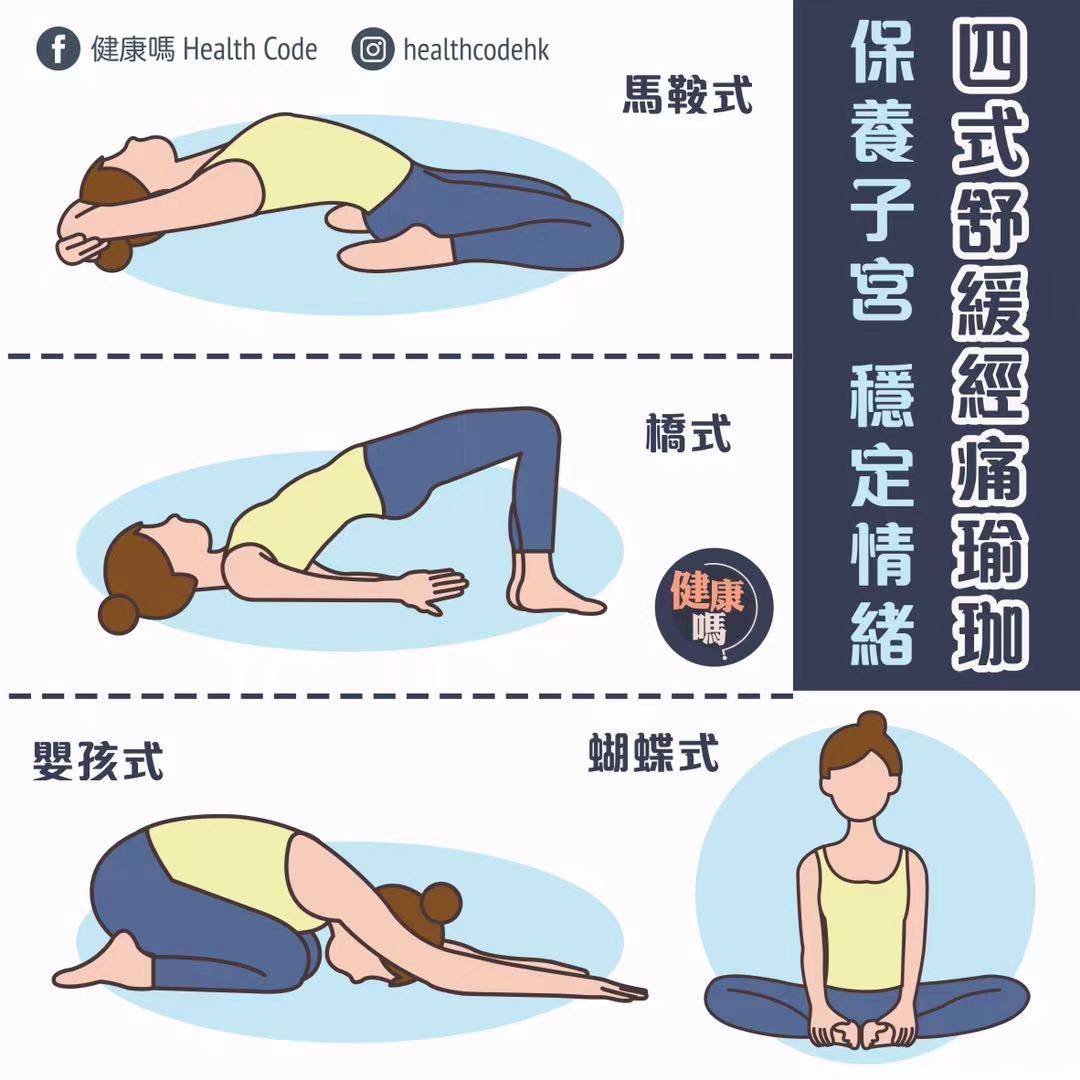 健康嗎 Health Code
healthcodehk
四式舒緩經痛瑜珈
保養子宮 穩定情緒
馬鞍式
橋式
健康
嗎
嬰孩式
蝴蝶式